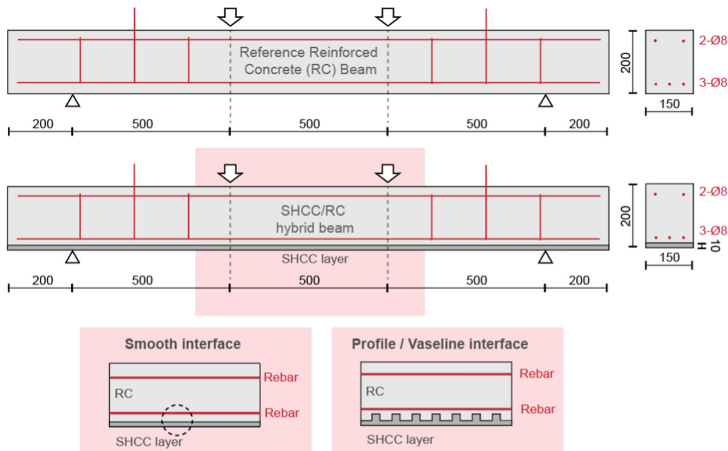 Reference Reinforced
Concrete (RC) Beam
200
2-Ø8
3-Ø8
150
200 500 500 500 200
SHCC/RC
hybrid beam
SHCC layer
200
2-Ø8
3-Ø8
10
150
200 500 500 500 200
Smooth interface
Rebar
RC
Rebar
SHCC layer
Profile / Vaseline interface
Rebar
RC
Rebar
SHCC layer